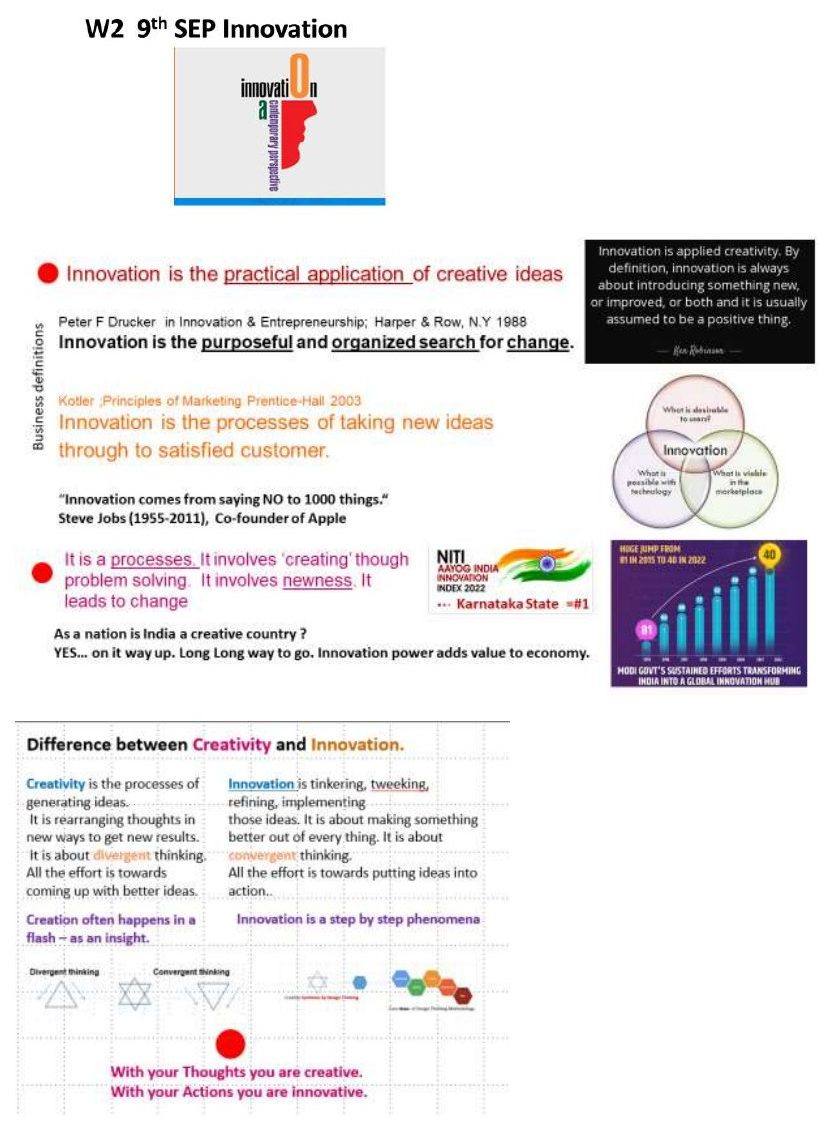 W2 9th SEP Innovation
innovatiOn
a
contemporary perspective
Innovation is the practical application of creative ideas
Business definitions
Peter F Drucker in Innovation & Entrepreneurship; Harper & Row, N.Y 1988
Innovation is the purposeful and organized search for change.
Kotler ;Principles of Marketing Prentice-Hall 2003
Innovation is the processes of taking new ideas
through to satisfied customer.
"Innovation comes from saying NO to 1000 things."
Steve Jobs (1955-2011), Co-founder of Apple
Innovation is applied creativity. By
definition, innovation is always
about introducing something new,
or improved, or both and it is usually
assumed to be a positive thing.
— Ken Robinson —
What is desirable
to users?
Innovation
What is
possible with
technology
What is viable
in the
marketplace
It is a processes. It involves 'creating' though
problem solving. It involves newness. It
leads to change
NITI
AAYOG INDIA
INNOVATION
INDEX 2022
... Karnataka State =#1
HUGE JUMP FROM
81 IN 2015 TO 40 IN 2022
40
81
MODI GOVT'S SUSTAINED EFFORTS TRANSFORMING
INDIA INTO A GLOBAL INNOVATION HUB
As a nation is India a creative country ?
YES... on it way up. Long Long way to go. Innovation power adds value to economy.
Difference between Creativity and Innovation.
Creativity is the processes of
generating ideas.
It is rearranging thoughts in
new ways to get new results.
It is about divergent thinking.
All the effort is towards
coming up with better ideas.
Creation often happens in a
flash – as an insight.
Innovation is tinkering, tweeking,
refining, implementing
those ideas. It is about making something
better out of every thing. It is about
convergent thinking.
All the effort is towards putting ideas into
action..
Innovation is a step by step phenomena
Divergent thinking
Convergent thinking
by Design Thinking
of Design Thinking Methodology
With your Thoughts you are creative.
With your Actions you are innovative.